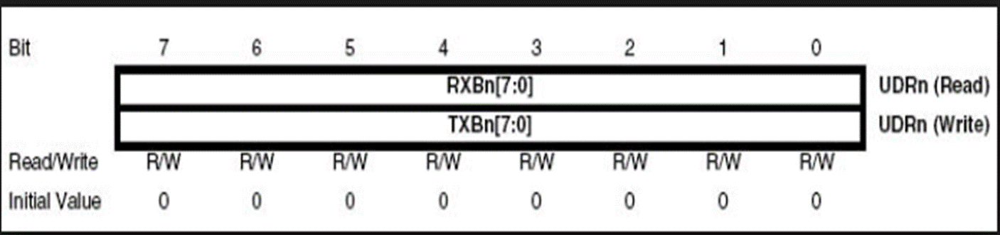 Bit 7 6 5 4 3 2 1 0
RXBn[7:0] UDRn (Read)
TXBn[7:0] UDRn (Write)
Read/Write R/W R/W R/W R/W R/W R/W R/W R/W
Initial Value 0 0 0 0 0 0 0 0